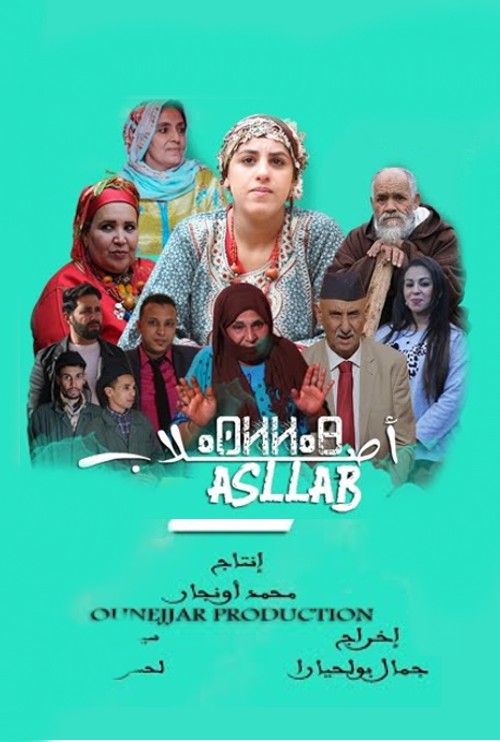 ⴰⵚⵍⵍⴰⴱ
أصلاب
ASLLAB
إنتاج
محمد أونجار
OUNEJJAR PRODUCTION
إخراج
جمال بولحيارا